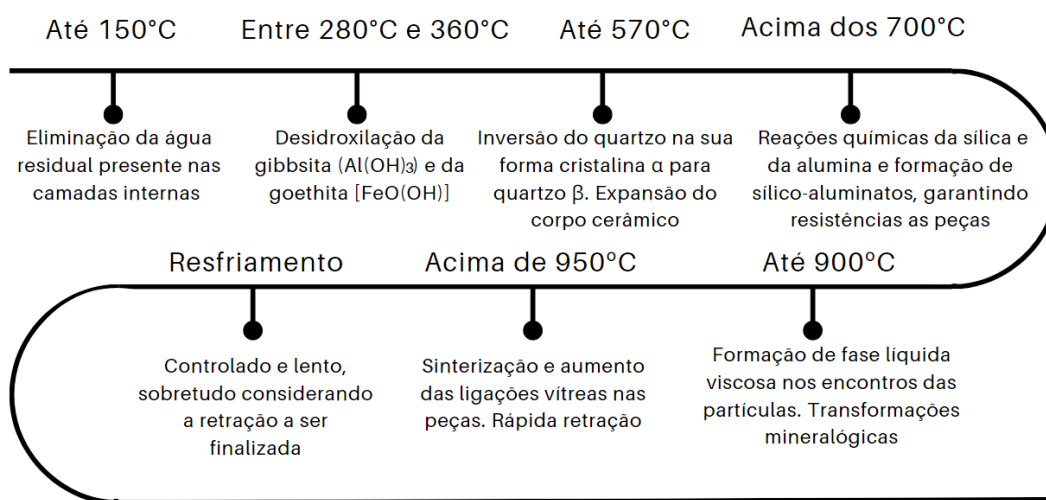 Até 150°C
Eliminação da água
residual presente nas
camadas internas
Entre 280°C e 360°C
Desidroxilação da
gibbsita (Al(OH)₃) e da
goethita [FeO(OH)]
Até 570°C
Inversão do quartzo na sua
forma cristalina α para
quartzo β. Expansão do
corpo cerâmico
Acima dos 700°C
Reações químicas da sílica e
da alumina e formação de
sílico-aluminatos, garantindo
resistências as peças
Até 900°C
Formação de fase líquida
viscosa nos encontros das
partículas. Transformações
mineralógicas
Acima de 950°C
Sinterização e aumento
das ligações vítreas nas
peças. Rápida retração
Resfriamento
Controlado e lento,
sobretudo considerando
a retração a ser
finalizada